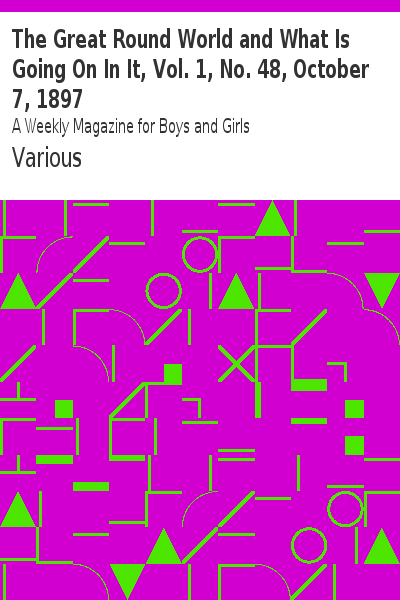 The Great Round World and What Is
Going On In It, Vol. 1, No. 48, October
7, 1897
A Weekly Magazine for Boys and Girls
Various